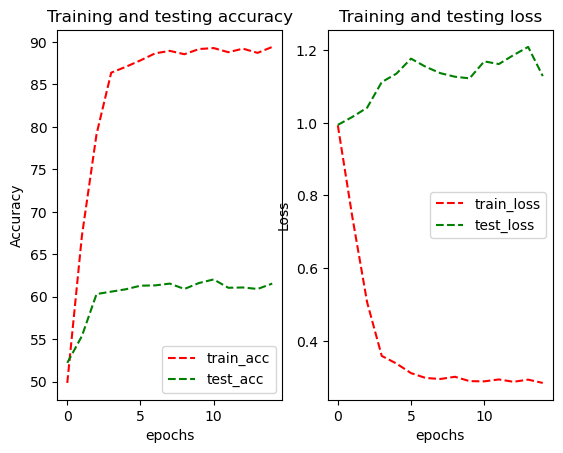 Training and testing accuracy
90
85
80
75
70
65
60
55
50
Accuracy
train_acc
test_acc
0
5
10
epochs
Training and testing loss
1.2
1.0
0.8
0.6
0.4
Loss
train_loss
test_loss
0
5
10
epochs